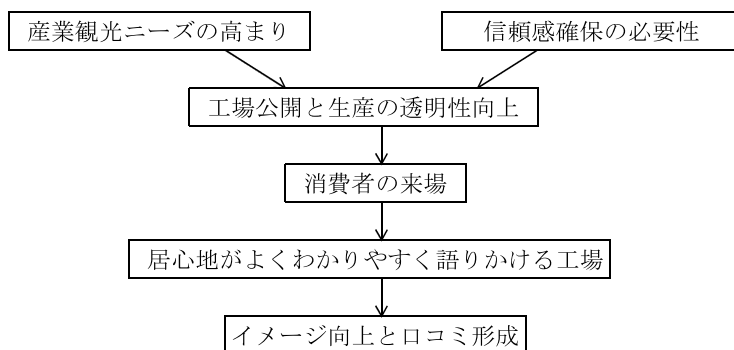 産業観光ニーズの高まり
信頼感確保の必要性
工場公開と生産の透明性向上
消費者の来場
居心地がよくわかりやすく語りかける工場
イメージ向上と口コミ形成